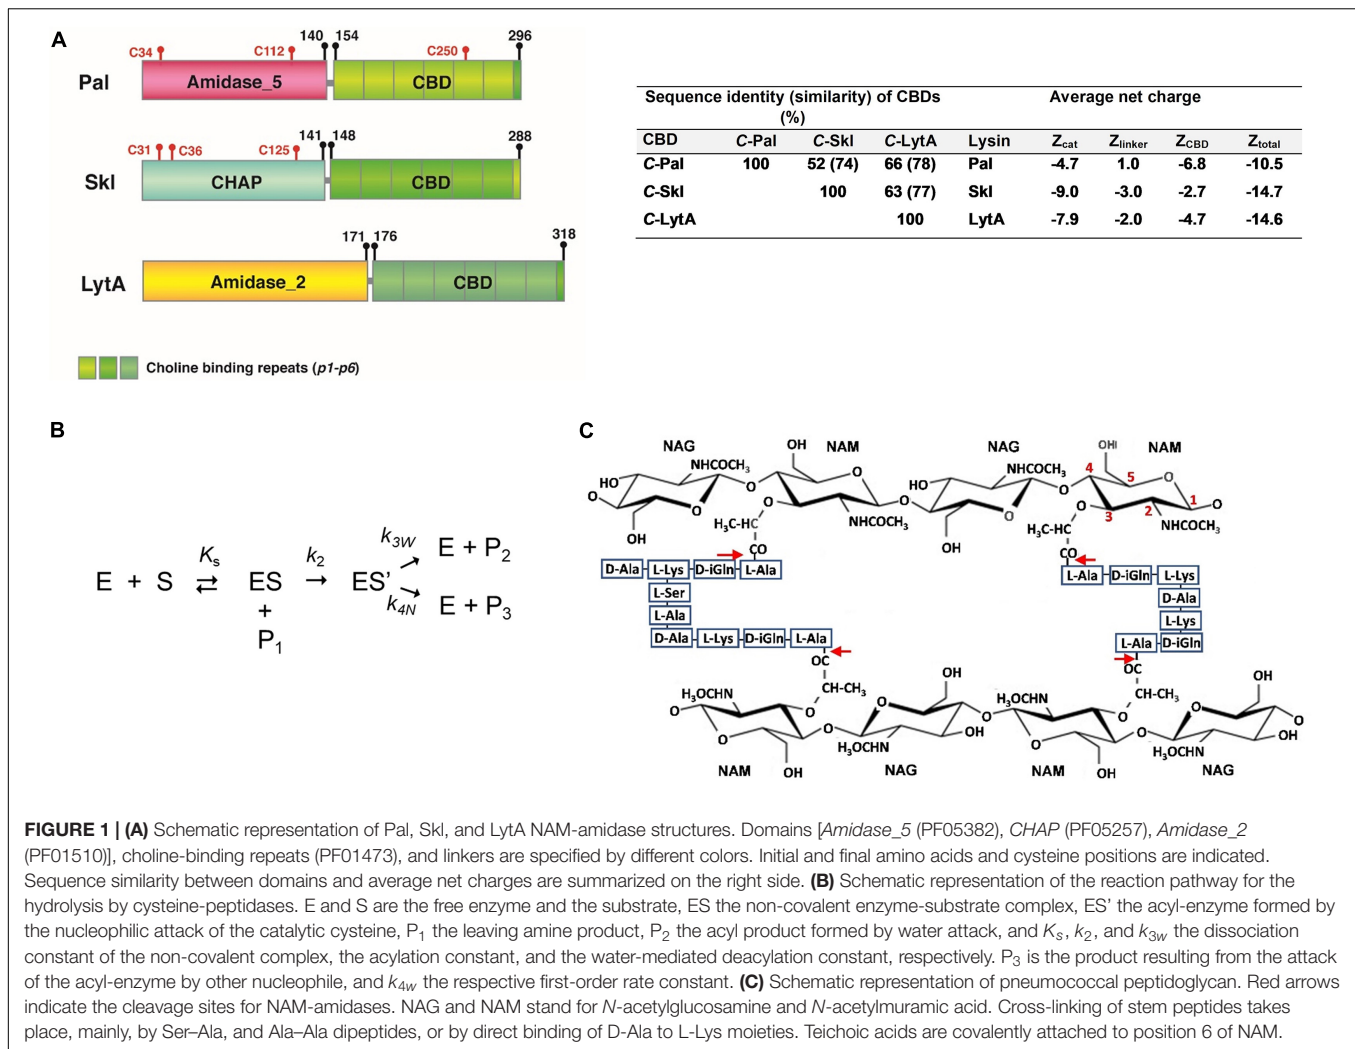 A
C34
C112
140
154
C250
296
Pal
Amidase_5
CBD
C31
C36
C125
141
148
288
Skl
CHAP
CBD
171
176
318
LytA
Amidase_2
CBD
Choline binding repeats (p1-p6)
Sequence identity (similarity) of CBDs (%)
Average net charge
CBD C-Pal C-Skl C-LytA Lysin Zcat Zlinker ZCBD Ztotal
C-Pal 100 52 (74) 66 (78) Pal -4.7 1.0 -6.8 -10.5
C-Skl 100 63 (77) Skl -9.0 -3.0 -2.7 -14.7
C-LytA 100 LytA -7.9 -2.0 -4.7 -14.6
B
E + S
Ks
ES
+
P1
k2
ES'
k3W
E + P2
k4N
E + P3
C
NAG
OH
NAM
NAG
OH
NAM
HO
NHCOCH3
O
O
O
O
OH
H3C-HC
O
NHCOCH3
O
HO
NHCOCH3
O
O
OH
4
5
O
1
O
3
2
O
NHCOCH3
H3C-HC
CO
CO
D-Ala
L-Lys
D-iGln
L-Ala
L-Ala
D-iGln
L-Lys
L-Ser
D-Ala
L-Ala
L-Lys
D-Ala
L-Lys
D-iGln
L-Ala
L-Ala
D-iGln
OC
OC
CH-CH3
CH-CH3
H3OCHN
O
O
O
O
OH
O
OH
H3OCHN
OH
O
H3OCHN
O
O
O
OH
O
OH
H3OCHN
OH
O
NAM
NAG
NAM
NAG
FIGURE 1 | (A) Schematic representation of Pal, Skl, and LytA NAM-amidase structures. Domains [Amidase_5 (PF05382), CHAP (PF05257), Amidase_2
(PF01510)], choline-binding repeats (PF01473), and linkers are specified by different colors. Initial and final amino acids and cysteine positions are indicated.
Sequence similarity between domains and average net charges are summarized on the right side. (B) Schematic representation of the reaction pathway for the
hydrolysis by cysteine-peptidases. E and S are the free enzyme and the substrate, ES the non-covalent enzyme-substrate complex, ES' the acyl-enzyme formed by
the nucleophilic attack of the catalytic cysteine, P1 the leaving amine product, P2 the acyl product formed by water attack, and Ks, k2, and k3w the dissociation
constant of the non-covalent complex, the acylation constant, and the water-mediated deacylation constant, respectively. P3 is the product resulting from the attack
of the acyl-enzyme by other nucleophile, and k4w the respective first-order rate constant. (C) Schematic representation of pneumococcal peptidoglycan. Red arrows
indicate the cleavage sites for NAM-amidases. NAG and NAM stand for N-acetylglucosamine and N-acetylmuramic acid. Cross-linking of stem peptides takes
place, mainly, by Ser–Ala, and Ala–Ala dipeptides, or by direct binding of D-Ala to L-Lys moieties. Teichoic acids are covalently attached to position 6 of NAM.